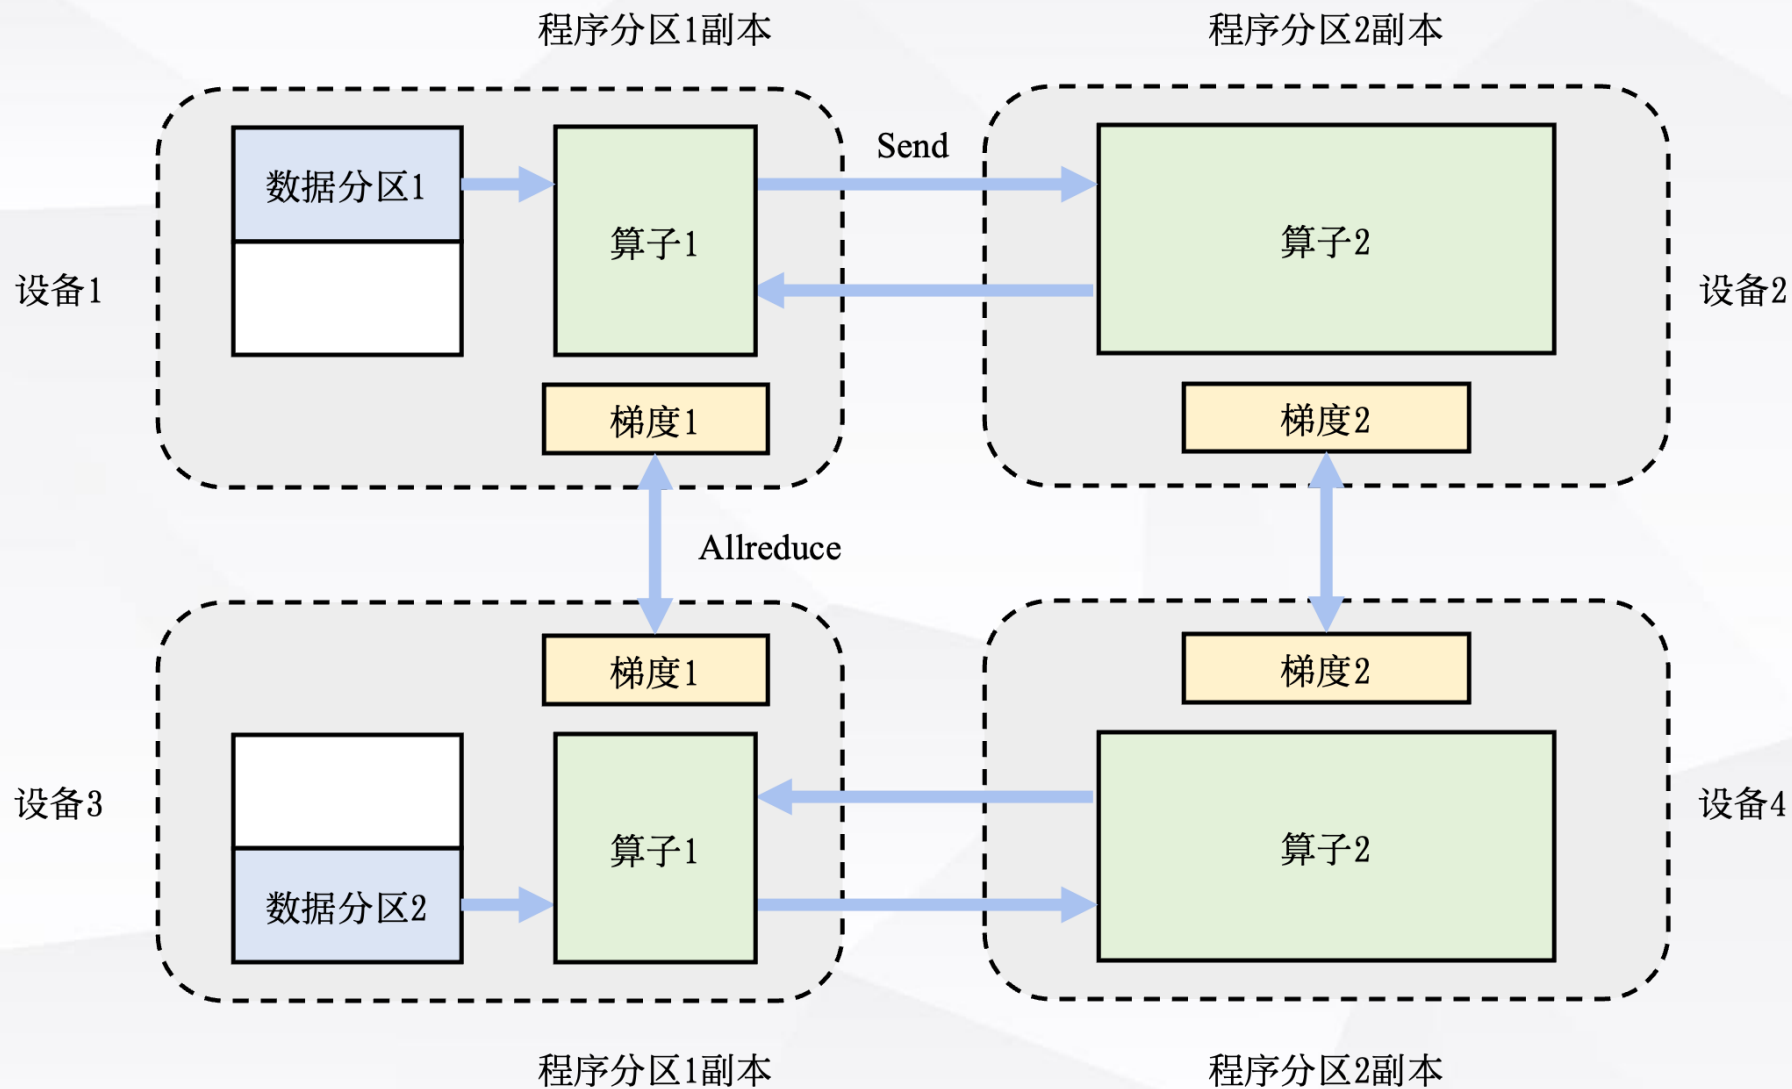 程序分区1副本
程序分区2副本
Send
数据分区1
算子1
算子2
设备1
设备2
梯度1
梯度2
Allreduce
梯度1
梯度2
设备3
设备4
算子1
算子2
数据分区2
程序分区1副本
程序分区2副本